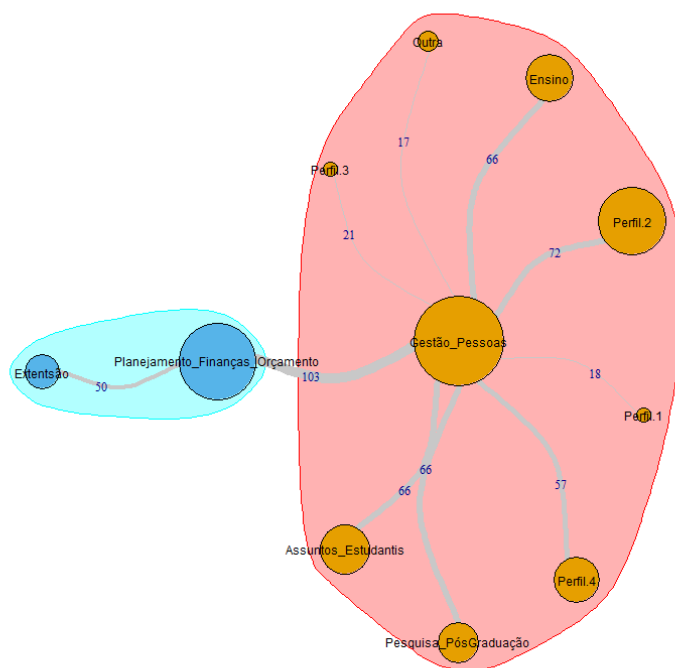 Outra
Ensino
17
66
Perfil.3
Perfil.2
21
72
Gestão_Pessoas
Planejamento_Finanças_Orçamento
Extentsão
50
103
18
Perfil.1
66
66
57
Assuntos_Estudantis
Perfil.4
Pesquisa_PósGraduação